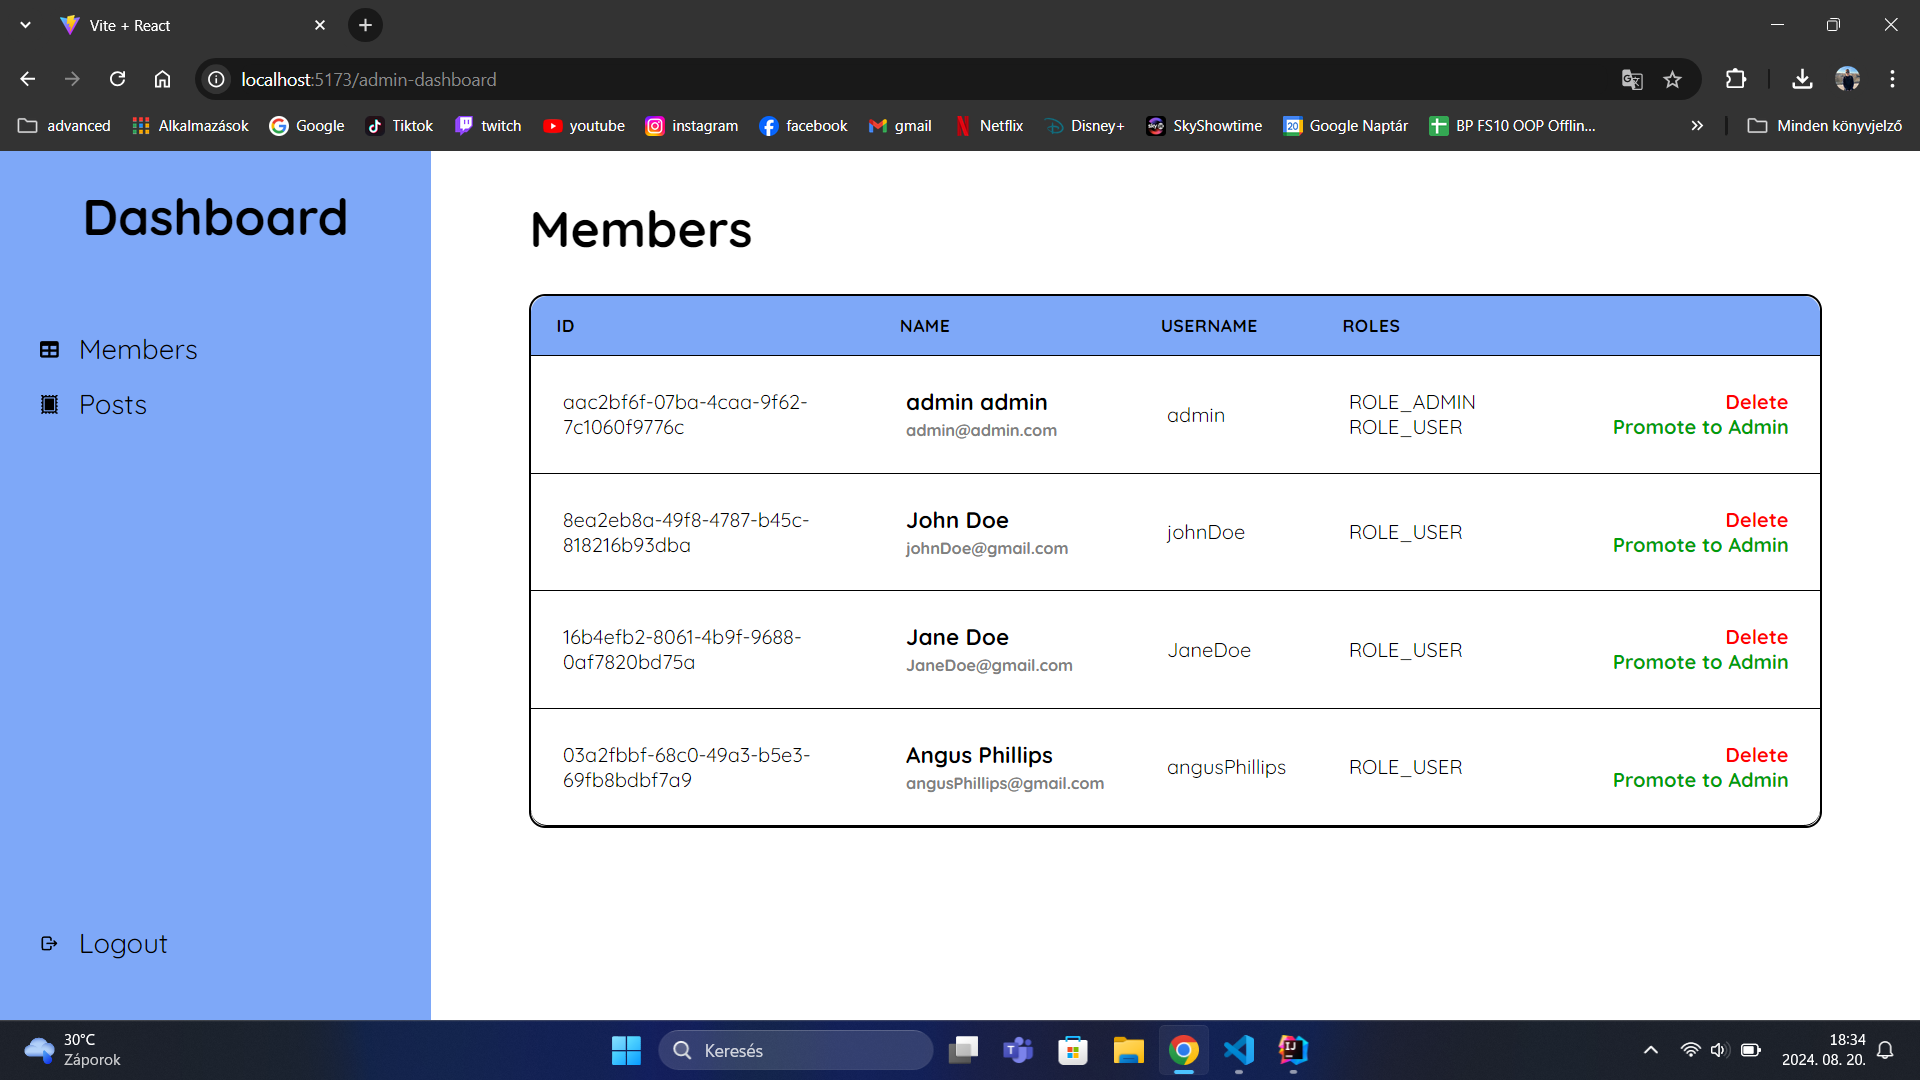 Vite + React
localhost:5173/admin-dashboard
advanced
Alkalmazások
Google
Tiktok
twitch
youtube
instagram
facebook
gmail
Netflix
Disney+
SkyShowtime
20
Google Naptár
BP FS10 OOP Offlin...
Minden könyvjelző
Dashboard
Members
Posts
Logout
Members
ID NAME USERNAME ROLES
aac2bf6f-07ba-4caa-9f62-
7c1060f9776c
admin admin
admin@admin.com
admin
ROLE_ADMIN
ROLE_USER
Delete
Promote to Admin
8ea2eb8a-49f8-4787-b45c-
818216b93dba
John Doe
johnDoe@gmail.com
johnDoe
ROLE_USER
Delete
Promote to Admin
16b4efb2-8061-4b9f-9688-
0af7820bd75a
Jane Doe
JaneDoe@gmail.com
JaneDoe
ROLE_USER
Delete
Promote to Admin
03a2fbbf-68c0-49a3-b5e3-
69fb8bdbf7a9
Angus Phillips
angusPhillips@gmail.com
angusPhillips
ROLE_USER
Delete
Promote to Admin
30°C
Záporok
Keresés
18:34
2024. 08. 20.